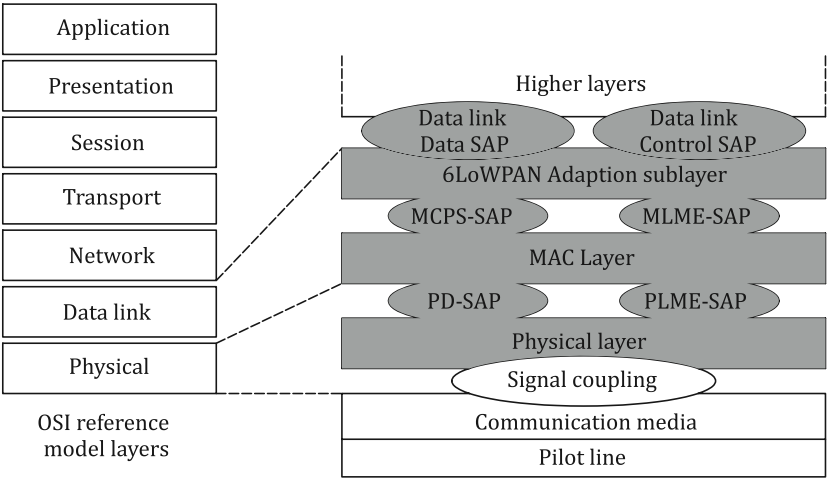 Application
Presentation
Session
Transport
Network
Data link
Physical
OSI reference
model layers
Higher layers
Data link
Data SAP
Data link
Control SAP
6LoWPAN Adaption sublayer
MCPS-SAP
MLME-SAP
MAC Layer
PD-SAP
PLME-SAP
Physical layer
Signal coupling
Communication media
Pilot line